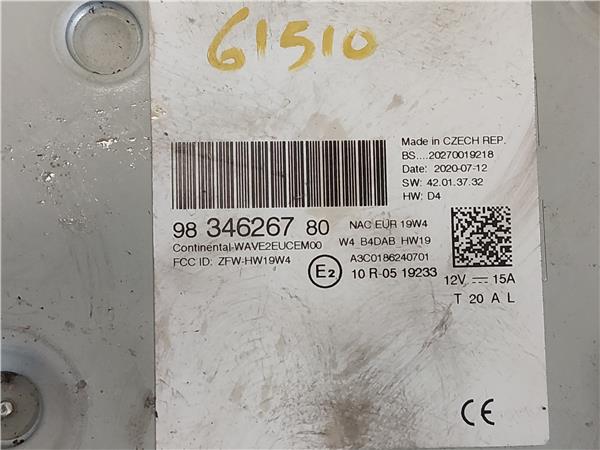 61510
Made in CZECH REP.
BS....20270019218
Date: 2020-07-12
SW: 42.01.37.32
HW: D4
98 346267 80
NAC EUR 19W4
Continental-WAVE2EUCEM00
W4 B4DAB HW19
FCC ID: ZFW-HW19W4
E2
A3C0186240701
10 R-05 19233
12V 15A
T 20 A L
CE